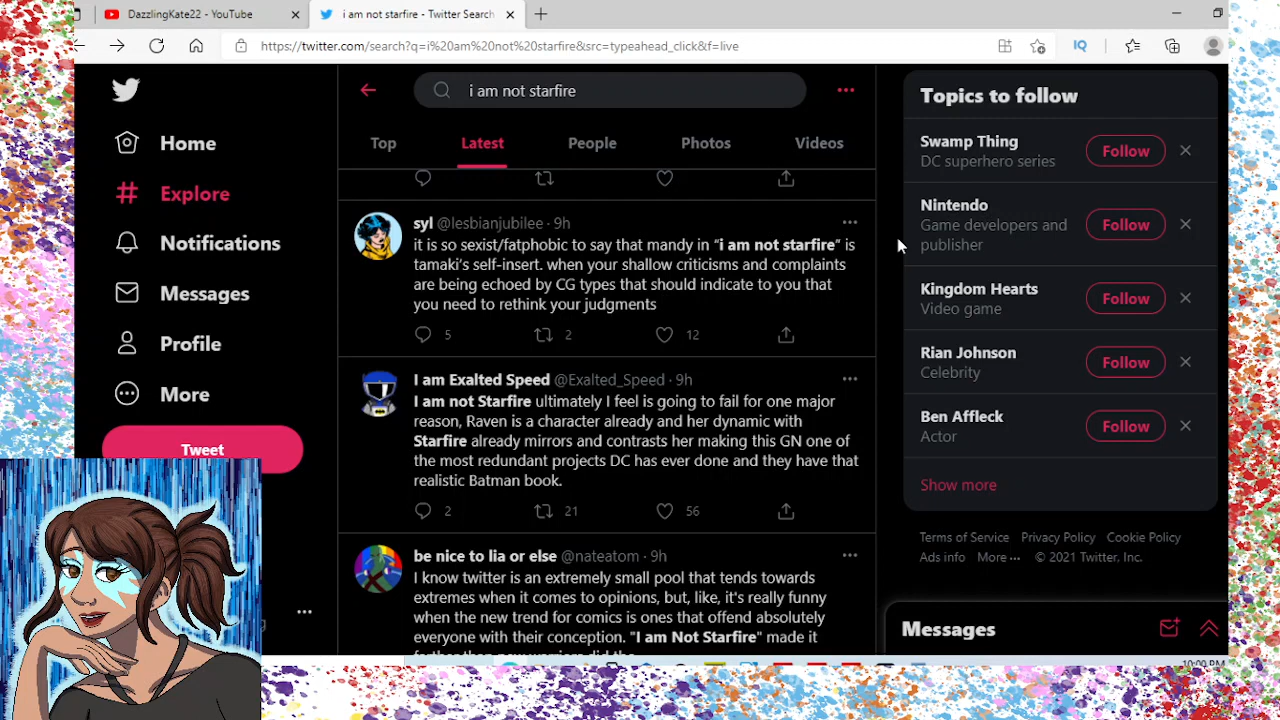 DazzlingKate22 - YouTube
i am not starfire - Twitter Search
https://twitter.com/search?q=i%20am%20not%20starfire&src=typeahead_click&f=live
IQ
Home
Explore
Notifications
Messages
Profile
More
Tweet
i am not starfire
Top
Latest
People
Photos
Videos
syl @lesbianjubilee · 9h
it is so sexist/fatphobic to say that mandy in “i am not starfire” is
tamaki’s self-insert. when your shallow criticisms and complaints
are being echoed by CG types that should indicate to you that
you need to rethink your judgments
5 2 12
I am Exalted Speed @Exalted_Speed · 9h
I am not Starfire ultimately I feel is going to fail for one major
reason, Raven is a character already and her dynamic with
Starfire already mirrors and contrasts her making this GN one of
the most redundant projects DC has ever done and they have that
realistic Batman book.
2 21 56
be nice to lia or else @nateatom · 9h
I know twitter is an extremely small pool that tends towards
extremes when it comes to opinions, but, like, it's really funny
when the new trend for comics is ones that offend absolutely
everyone with their conception. "I am Not Starfire" made it
Topics to follow
Swamp Thing
DC superhero series
Follow
Nintendo
Game developers and
publisher
Follow
Kingdom Hearts
Video game
Follow
Rian Johnson
Celebrity
Follow
Ben Affleck
Actor
Follow
Show more
Terms of Service Privacy Policy Cookie Policy
Ads info More © 2021 Twitter, Inc.
Messages
10:00 PM